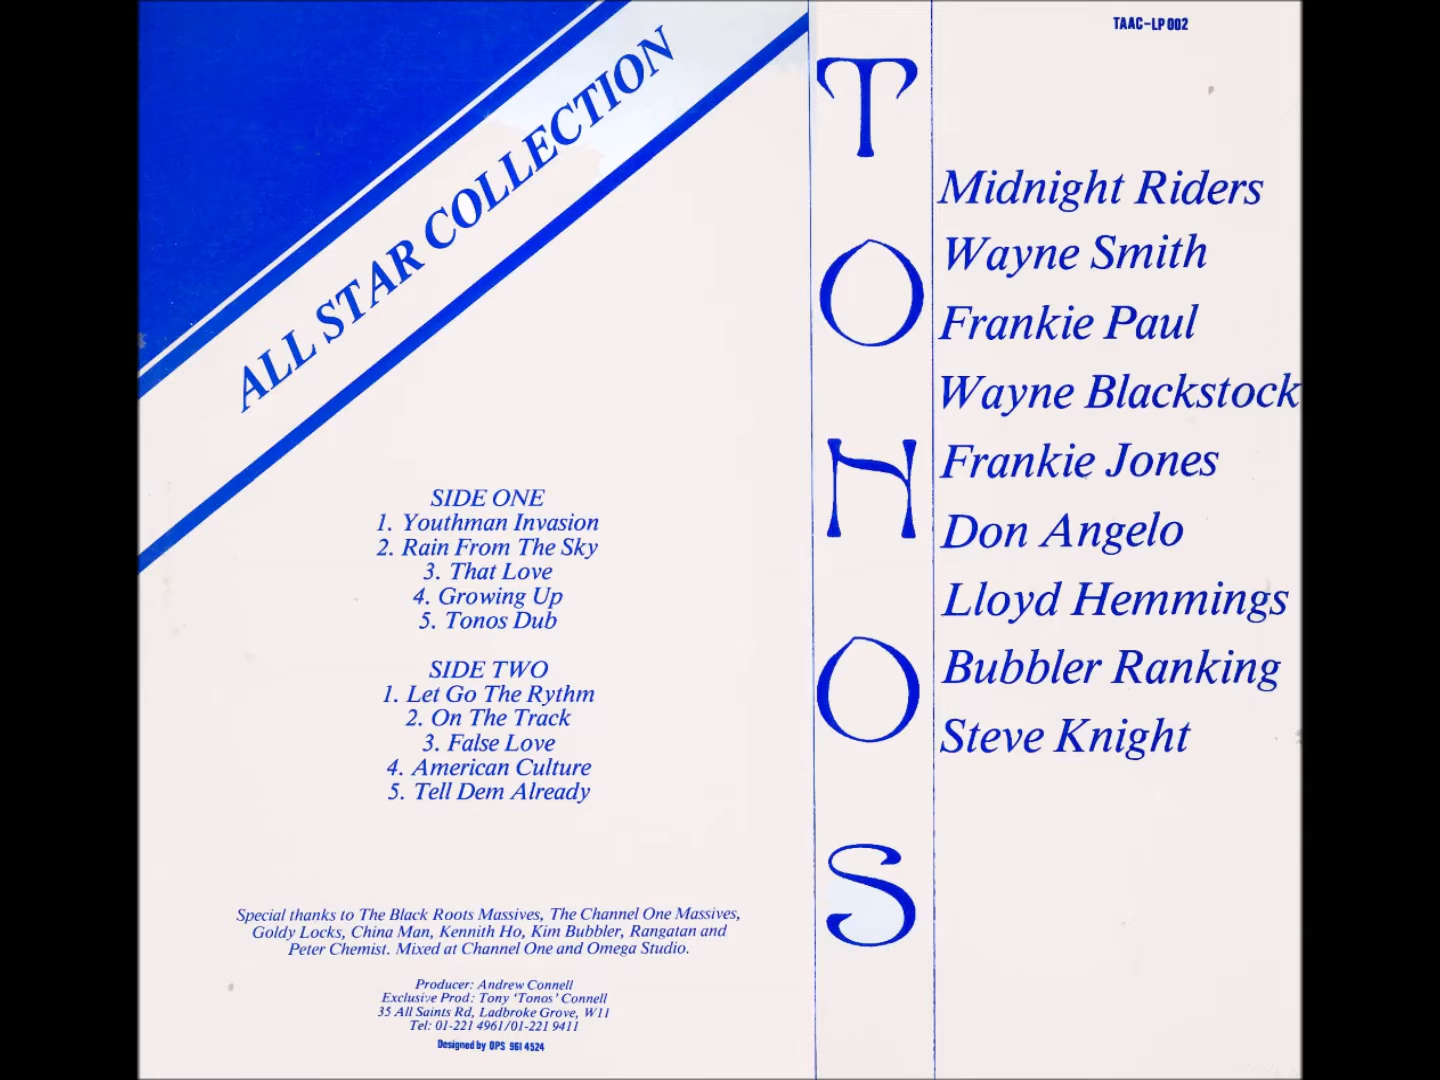 ALL STAR COLLECTION
SIDE ONE
1. Youthman Invasion
2. Rain From The Sky
3. That Love
4. Growing Up
5. Tonos Dub
SIDE TWO
1. Let Go The Rythm
2. On The Track
3. False Love
4. American Culture
5. Tell Dem Already
Special thanks to The Black Roots Massives, The Channel One Massives,
Goldy Locks, China Man, Kennith Ho, Kim Bubbler, Rangatan and
Peter Chemist. Mixed at Channel One and Omega Studio.
Producer: Andrew Connell
Exclusive Prod: Tony 'Tonos' Connell
35 All Saints Rd, Ladbroke Grove, W11
Tel: 01-221 4961/01-221 9411
Designed by OPS 961 4524
TONOS
TAAC-LP 002
Midnight Riders
Wayne Smith
Frankie Paul
Wayne Blackstock
Frankie Jones
Don Angelo
Lloyd Hemmings
Bubbler Ranking
Steve Knight